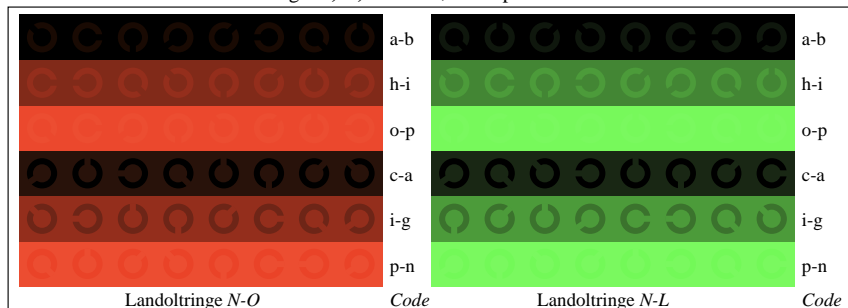 a-b a-b
h-i h-i
o-p o-p
c-a c-a
i-g i-g
p-n p-n
Landoltringe N-O Code Landoltringe N-L Code